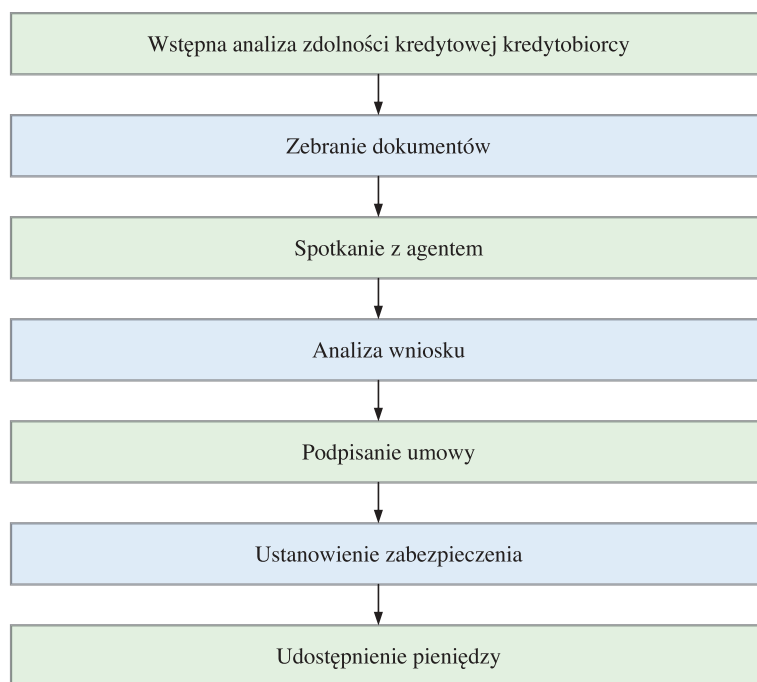 Wstępna analiza zdolności kredytowej kredytobiorcy
Zebranie dokumentów
Spotkanie z agentem
Analiza wniosku
Podpisanie umowy
Ustanowienie zabezpieczenia
Udostępnienie pieniędzy